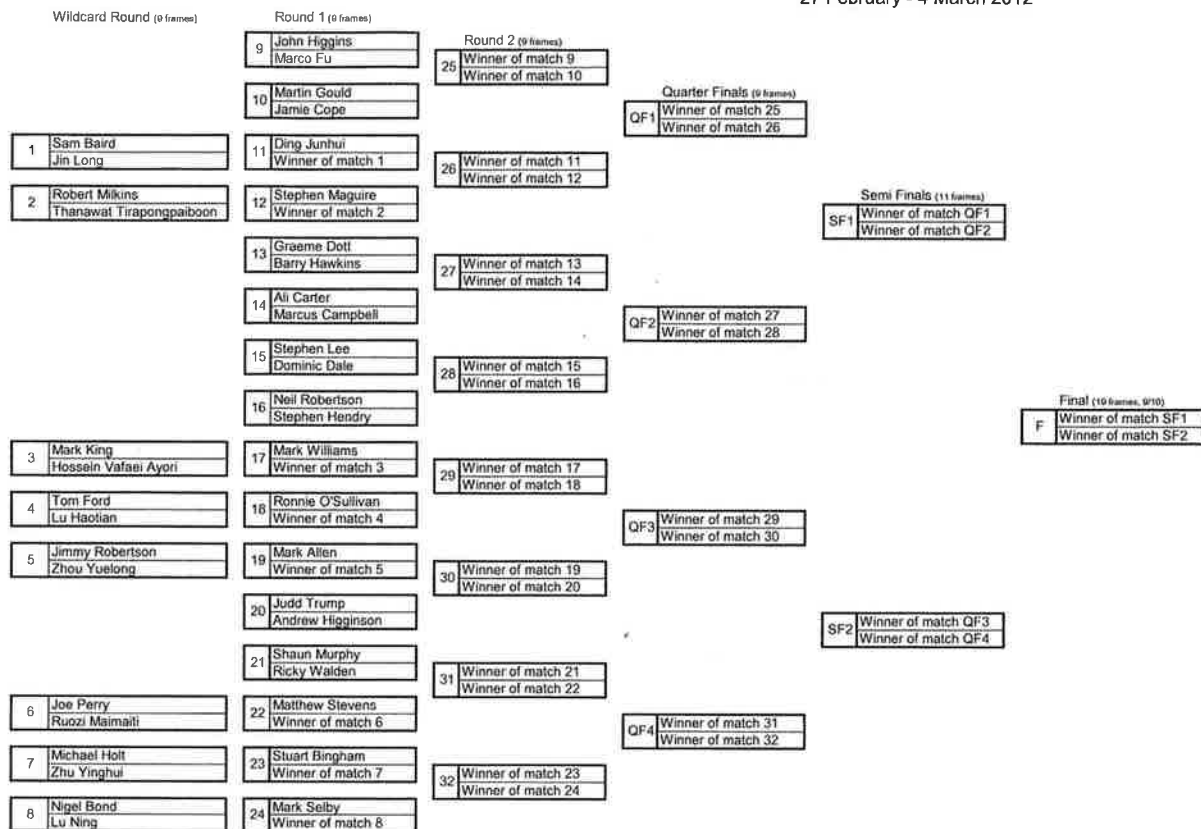 27 February - 4 March 2012
Wildcard Round (9 frames)
Round 1 (9 frames)
9
John Higgins
Marco Fu
10
Martin Gould
Jamie Cope
1
Sam Baird
Jin Long
11
Ding Junhui
Winner of match 1
2
Robert Milkins
Thanawat Tirapongpaiboon
12
Stephen Maguire
Winner of match 2
13
Graeme Dott
Barry Hawkins
14
Ali Carter
Marcus Campbell
15
Stephen Lee
Dominic Dale
16
Neil Robertson
Stephen Hendry
3
Mark King
Hossein Vafaei Ayori
17
Mark Williams
Winner of match 3
4
Tom Ford
Lu Haotian
18
Ronnie O'Sullivan
Winner of match 4
5
Jimmy Robertson
Zhou Yuelong
19
Mark Allen
Winner of match 5
20
Judd Trump
Andrew Higginson
21
Shaun Murphy
Ricky Walden
6
Joe Perry
Ruozi Maimaiti
22
Matthew Stevens
Winner of match 6
7
Michael Holt
Zhu Yinghui
23
Stuart Bingham
Winner of match 7
8
Nigel Bond
Lu Ning
24
Mark Selby
Winner of match 8
Round 2 (9 frames)
25
Winner of match 9
Winner of match 10
26
Winner of match 11
Winner of match 12
27
Winner of match 13
Winner of match 14
28
Winner of match 15
Winner of match 16
29
Winner of match 17
Winner of match 18
30
Winner of match 19
Winner of match 20
31
Winner of match 21
Winner of match 22
32
Winner of match 23
Winner of match 24
Quarter Finals (9 frames)
QF1
Winner of match 25
Winner of match 26
QF2
Winner of match 27
Winner of match 28
QF3
Winner of match 29
Winner of match 30
QF4
Winner of match 31
Winner of match 32
Semi Finals (11 frames)
SF1
Winner of match QF1
Winner of match QF2
SF2
Winner of match QF3
Winner of match QF4
Final (19 frames, 9/10)
F
Winner of match SF1
Winner of match SF2